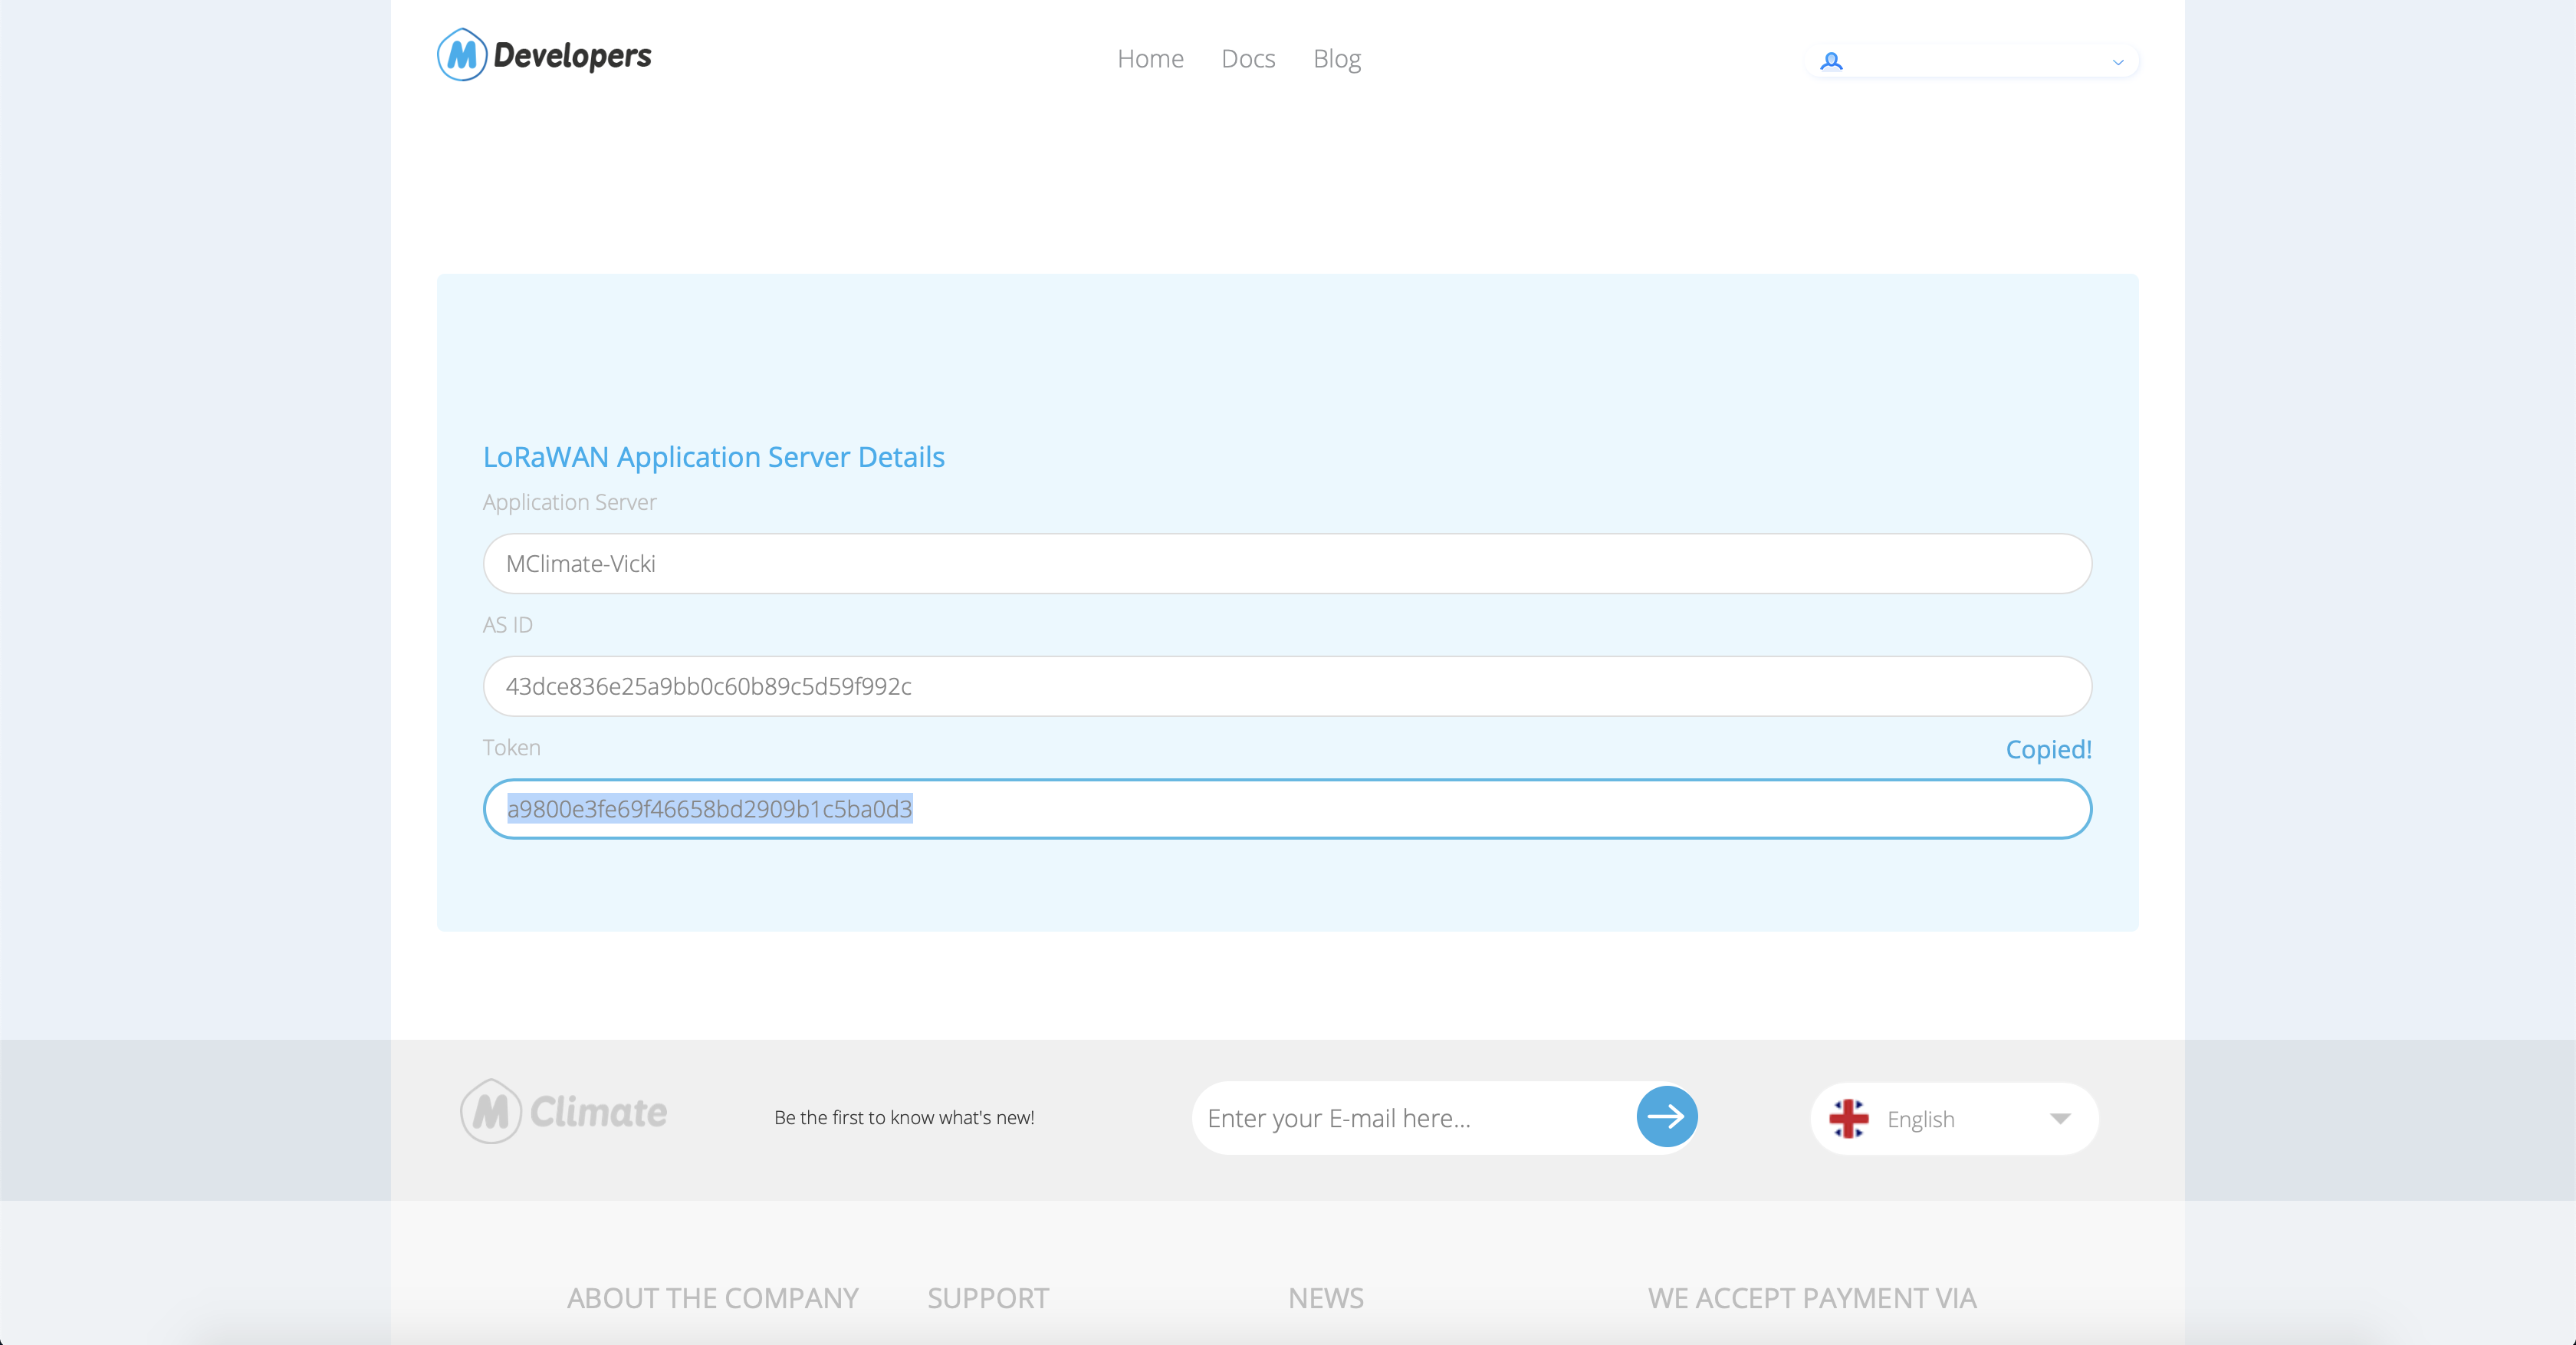 M Developers
Home Docs Blog
LoRaWAN Application Server Details
Application Server
MClimate-Vicki
AS ID
43dce836e25a9bb0c60b89c5d59f992c
Token Copied!
a9800e3fe69f46658bd2909b1c5ba0d3
M Climate
Be the first to know what's new!
Enter your E-mail here...
English
ABOUT THE COMPANY SUPPORT NEWS WE ACCEPT PAYMENT VIA